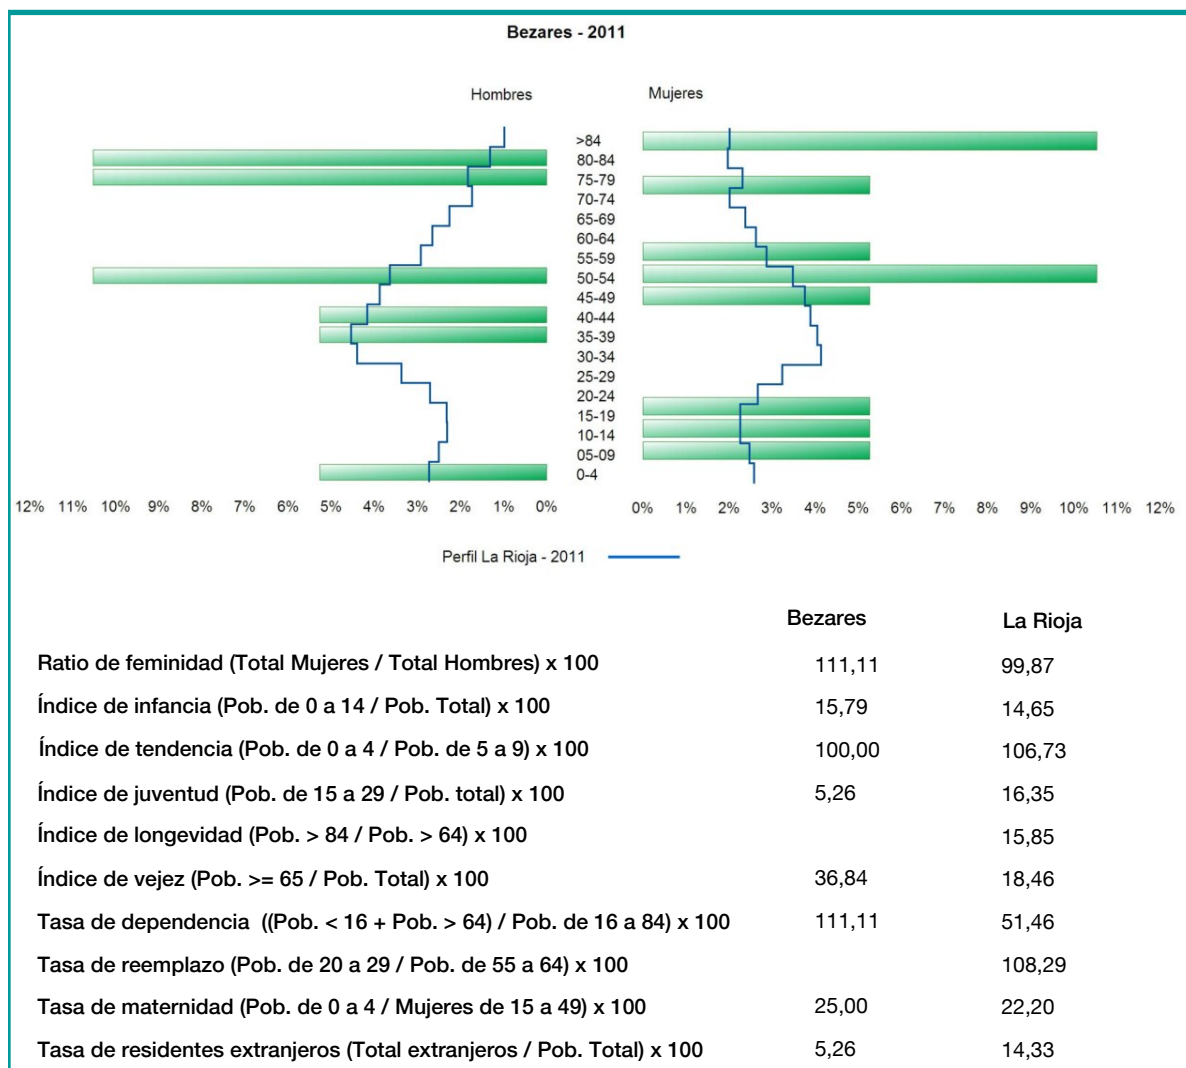 Bezares - 2011
Hombres
Mujeres
>84
80-84
75-79
70-74
65-69
60-64
55-59
50-54
45-49
40-44
35-39
30-34
25-29
20-24
15-19
10-14
05-09
0-4
12% 11% 10% 9% 8% 7% 6% 5% 4% 3% 2% 1% 0%
0% 1% 2% 3% 4% 5% 6% 7% 8% 9% 10% 11% 12%
Perfil La Rioja - 2011
Bezares La Rioja
Ratio de feminidad (Total Mujeres / Total Hombres) x 100 111,11 99,87
Índice de infancia (Pob. de 0 a 14 / Pob. Total) x 100 15,79 14,65
Índice de tendencia (Pob. de 0 a 4 / Pob. de 5 a 9) x 100 100,00 106,73
Índice de juventud (Pob. de 15 a 29 / Pob. total) x 100 5,26 16,35
Índice de longevidad (Pob. > 84 / Pob. > 64) x 100 15,85
Índice de vejez (Pob. >= 65 / Pob. Total) x 100 36,84 18,46
Tasa de dependencia ((Pob. < 16 + Pob. > 64) / Pob. de 16 a 84) x 100 111,11 51,46
Tasa de reemplazo (Pob. de 20 a 29 / Pob. de 55 a 64) x 100 108,29
Tasa de maternidad (Pob. de 0 a 4 / Mujeres de 15 a 49) x 100 25,00 22,20
Tasa de residentes extranjeros (Total extranjeros / Pob. Total) x 100 5,26 14,33